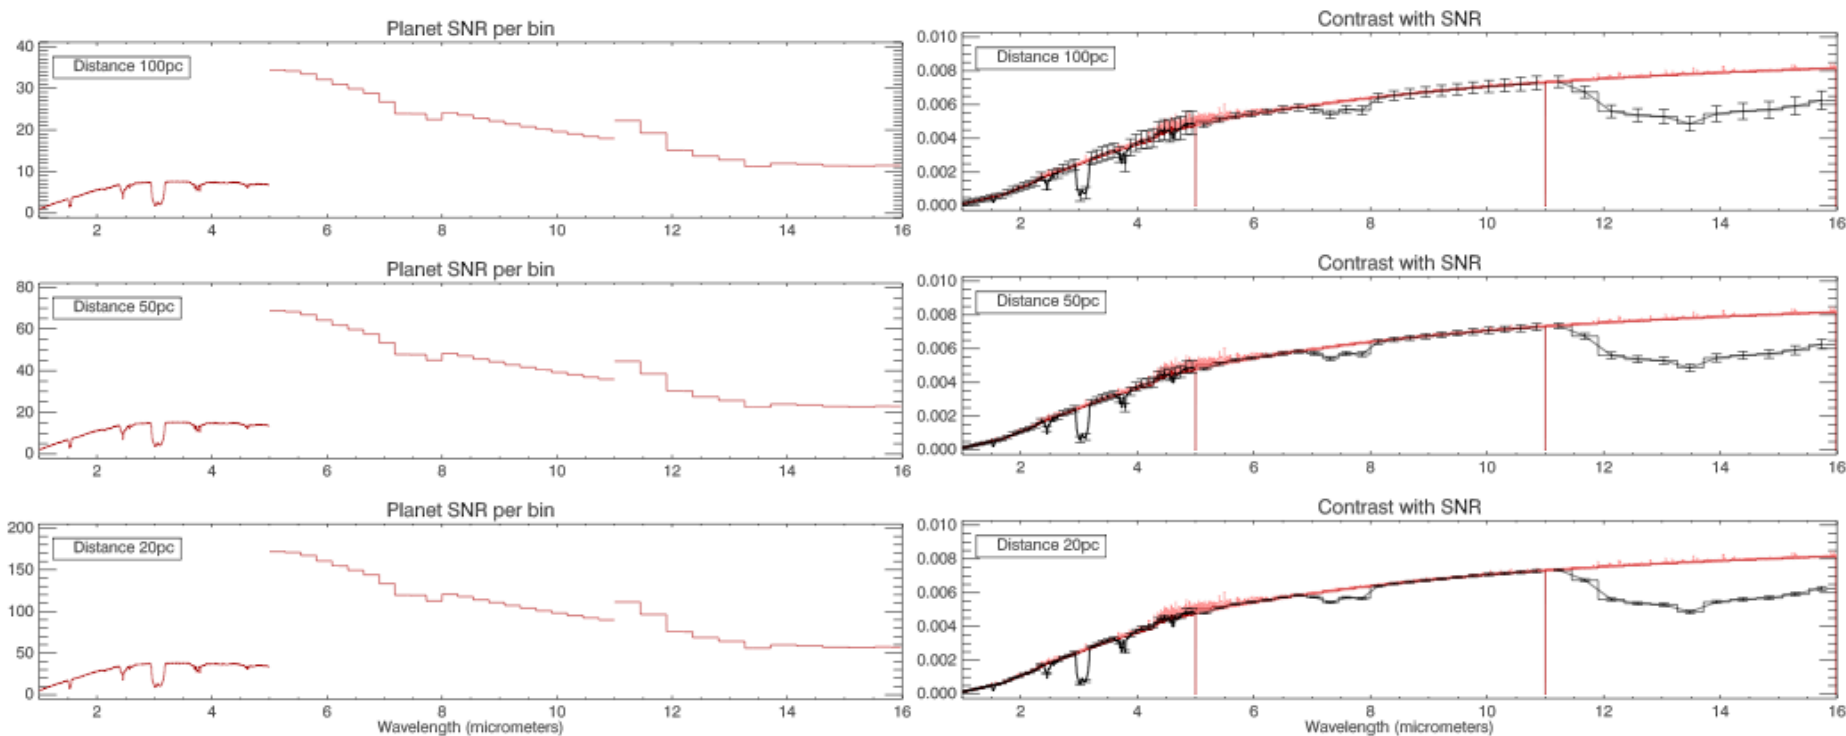 Planet SNR per bin
40
30
20
10
0
Distance 100pc
2 4 6 8 10 12 14 16
Contrast with SNR
0.010
0.008
0.006
0.004
0.002
0.000
Distance 100pc
2 4 6 8 10 12 14 16
Planet SNR per bin
80
60
40
20
0
Distance 50pc
2 4 6 8 10 12 14 16
Contrast with SNR
0.010
0.008
0.006
0.004
0.002
0.000
Distance 50pc
2 4 6 8 10 12 14 16
Planet SNR per bin
200
150
100
50
0
Distance 20pc
2 4 6 8 10 12 14 16
Wavelength (micrometers)
Contrast with SNR
0.010
0.008
0.006
0.004
0.002
0.000
Distance 20pc
2 4 6 8 10 12 14 16
Wavelength (micrometers)